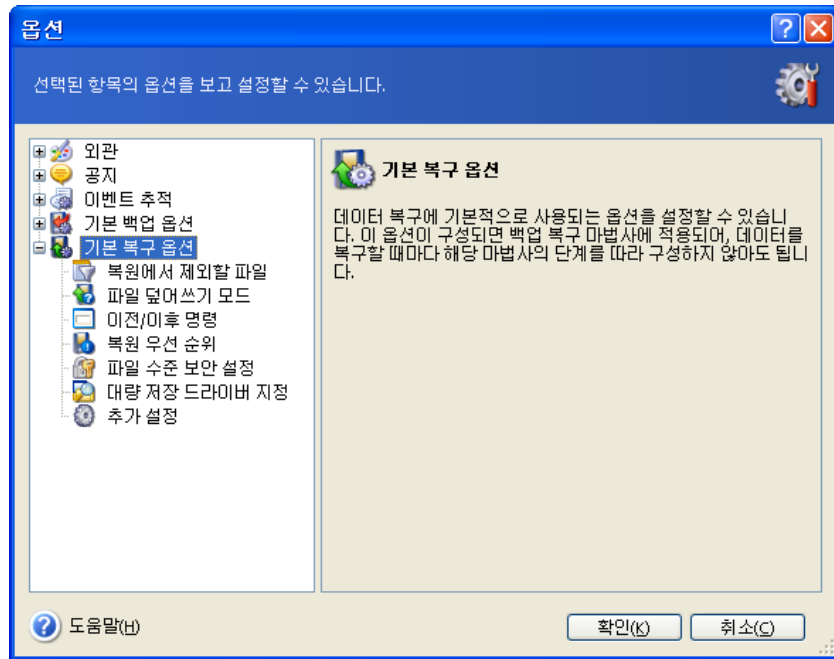 옵션
선택된 항목의 옵션을 보고 설정할 수 있습니다.
외관
공지
이벤트 추적
기본 백업 옵션
기본 복구 옵션
복원에서 제외할 파일
파일 덮어쓰기 모드
이전/이후 명령
복원 우선 순위
파일 수준 보안 설정
대량 저장 드라이버 지정
추가 설정
기본 복구 옵션
데이터 복구에 기본적으로 사용되는 옵션을 설정할 수 있습니
다. 이 옵션이 구성되면 백업 복구 마법사에 적용되어, 데이터를
복구할 때마다 해당 마법사의 단계를 따라 구성하지 않아도 됩니
다.
도움말(H)
확인(K)
취소(C)